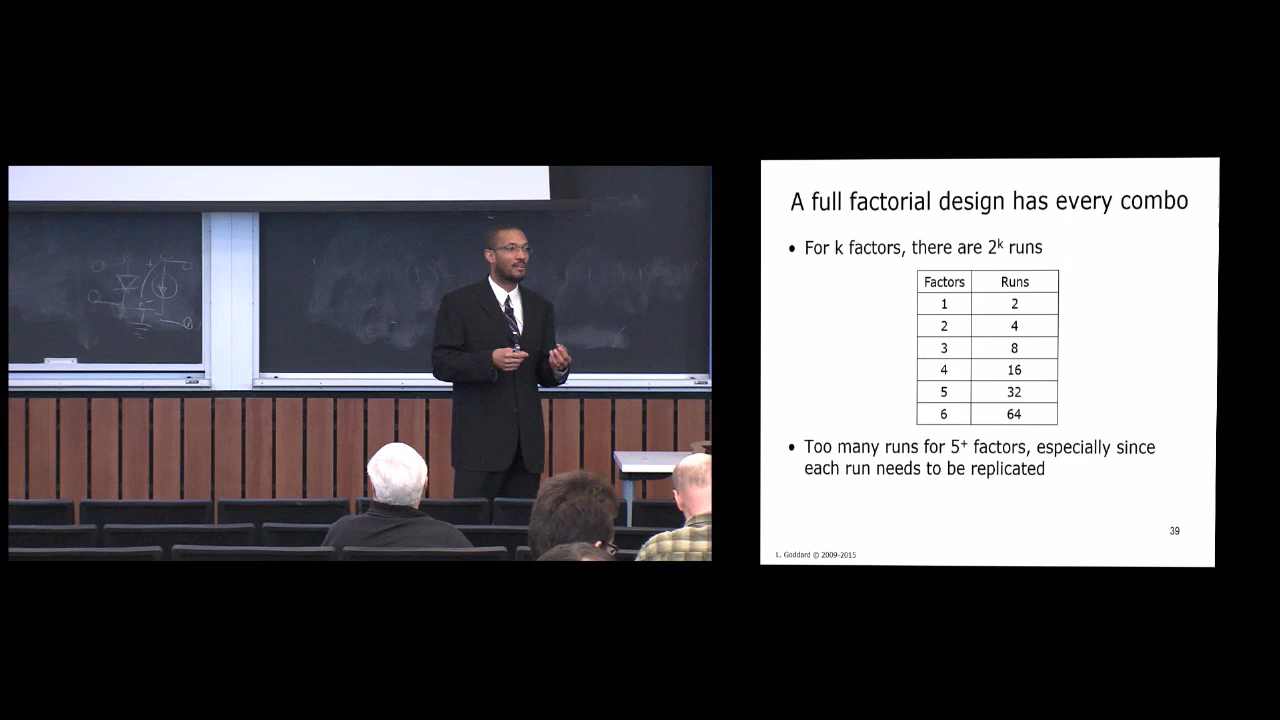 A full factorial design has every combo
• For k factors, there are 2ᵏ runs
Factors Runs
1 2
2 4
3 8
4 16
5 32
6 64
• Too many runs for 5⁺ factors, especially since
each run needs to be replicated
39
L. Goddard © 2009-2015